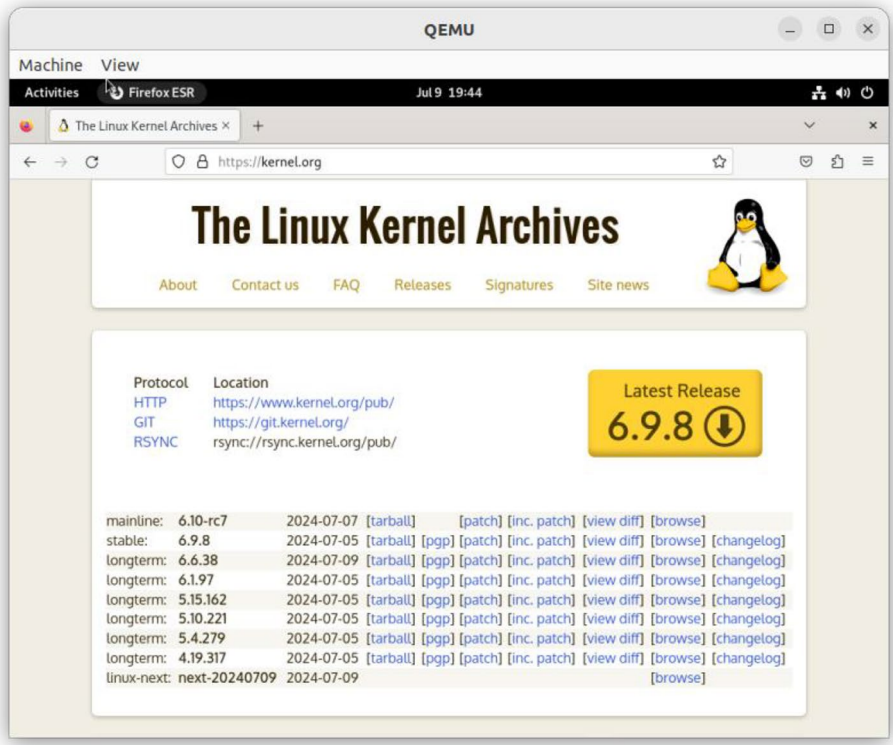 QEMU
Machine View
Activities Firefox ESR Jul 9 19:44
The Linux Kernel Archives
https://kernel.org
The Linux Kernel Archives
About Contact us FAQ Releases Signatures Site news
Protocol Location
HTTP https://www.kernel.org/pub/
GIT https://git.kernel.org/
RSYNC rsync://rsync.kernel.org/pub/
Latest Release
6.9.8
mainline: 6.10-rc7 2024-07-07 [tarball] [patch] [inc. patch] [view diff] [browse]
stable: 6.9.8 2024-07-05 [tarball] [pgp] [patch] [inc. patch] [view diff] [browse] [changelog]
longterm: 6.6.38 2024-07-09 [tarball] [pgp] [patch] [inc. patch] [view diff] [browse] [changelog]
longterm: 6.1.97 2024-07-05 [tarball] [pgp] [patch] [inc. patch] [view diff] [browse] [changelog]
longterm: 5.15.162 2024-07-05 [tarball] [pgp] [patch] [inc. patch] [view diff] [browse] [changelog]
longterm: 5.10.221 2024-07-05 [tarball] [pgp] [patch] [inc. patch] [view diff] [browse] [changelog]
longterm: 5.4.279 2024-07-05 [tarball] [pgp] [patch] [inc. patch] [view diff] [browse] [changelog]
longterm: 4.19.317 2024-07-05 [tarball] [pgp] [patch] [inc. patch] [view diff] [browse] [changelog]
linux-next: next-20240709 2024-07-09 [browse]